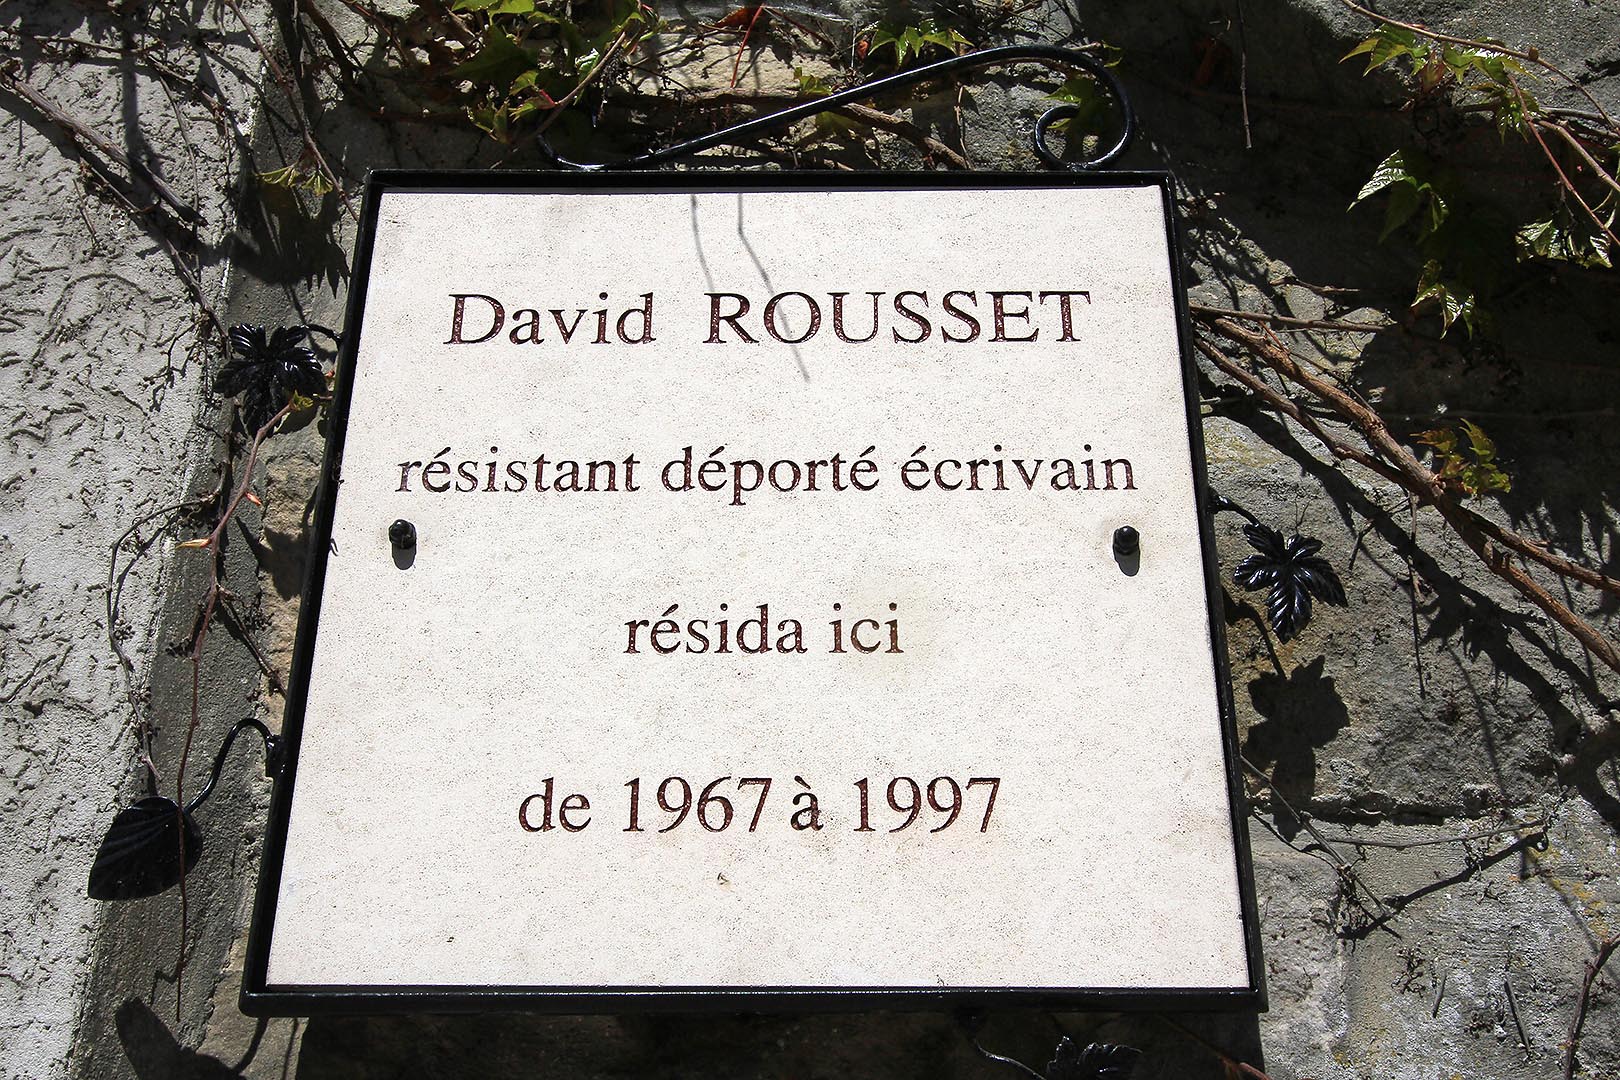 David ROUSSET
résistant déporté écrivain
résida ici
de 1967 à 1997